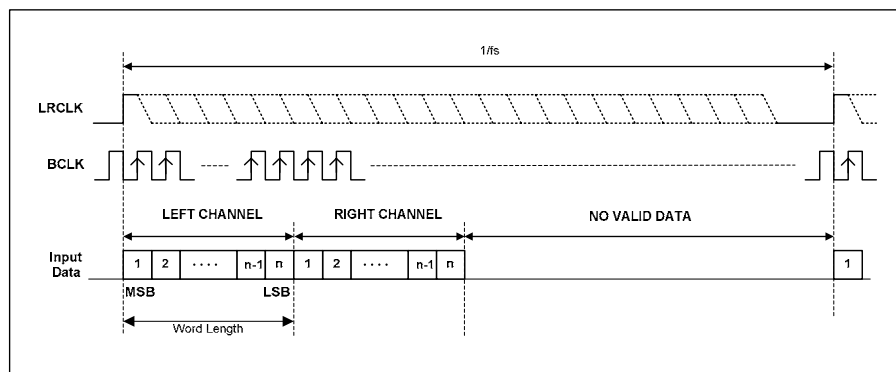 1/fs
LRCLK
BCLK
LEFT CHANNEL RIGHT CHANNEL NO VALID DATA
Input Data 1 2 .... n-1 n 1 2 .... n-1 n 1
MSB LSB
Word Length